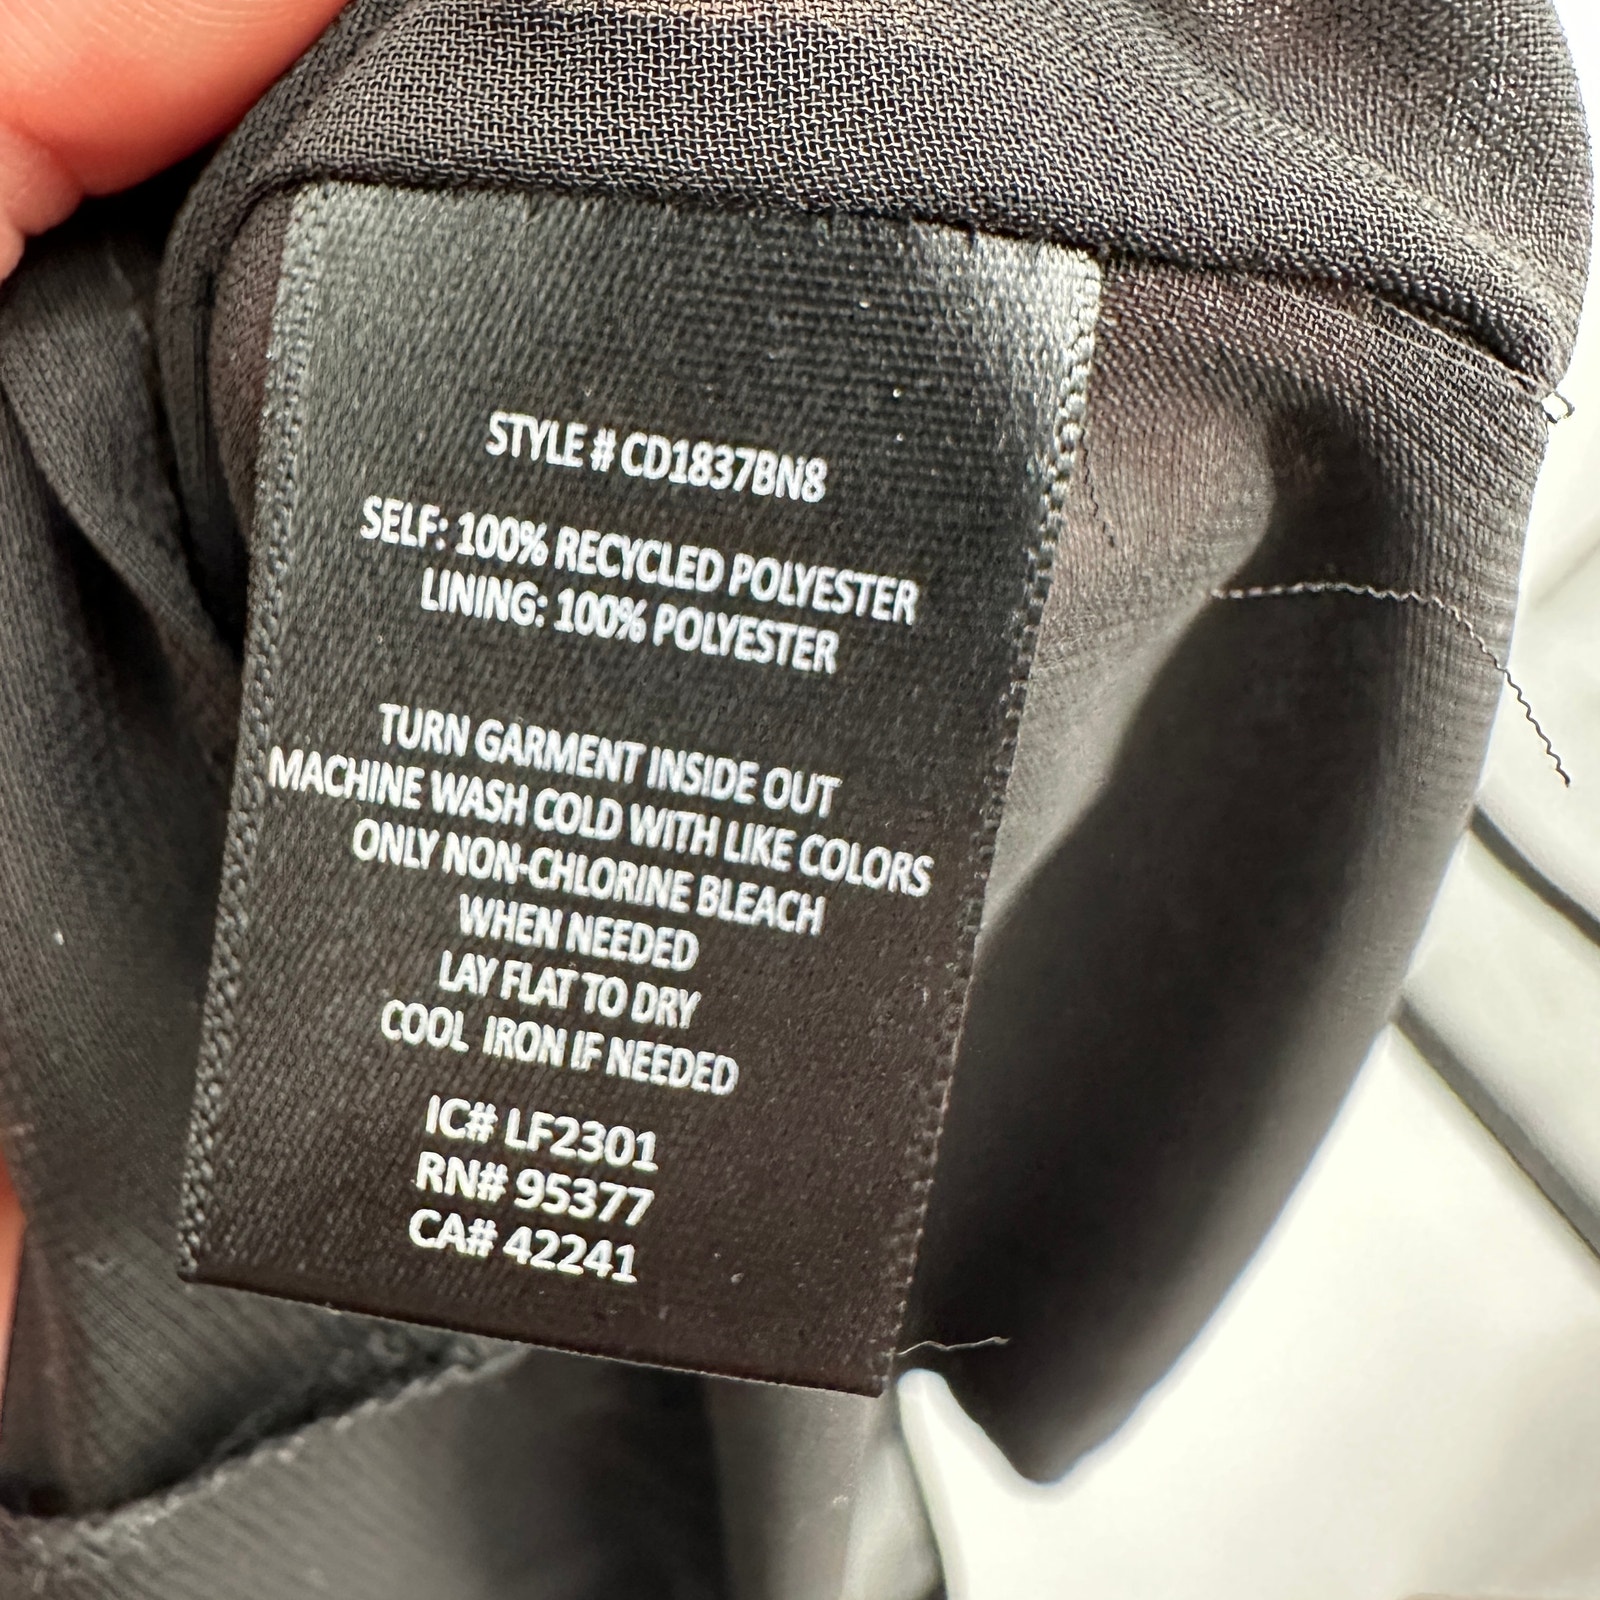 STYLE # CD1837BN8
SELF: 100% RECYCLED POLYESTER
LINING: 100% POLYESTER
TURN GARMENT INSIDE OUT
MACHINE WASH COLD WITH LIKE COLORS
ONLY NON-CHLORINE BLEACH
WHEN NEEDED
LAY FLAT TO DRY
COOL IRON IF NEEDED
IC# LF2301
RN# 95377
CA# 42241